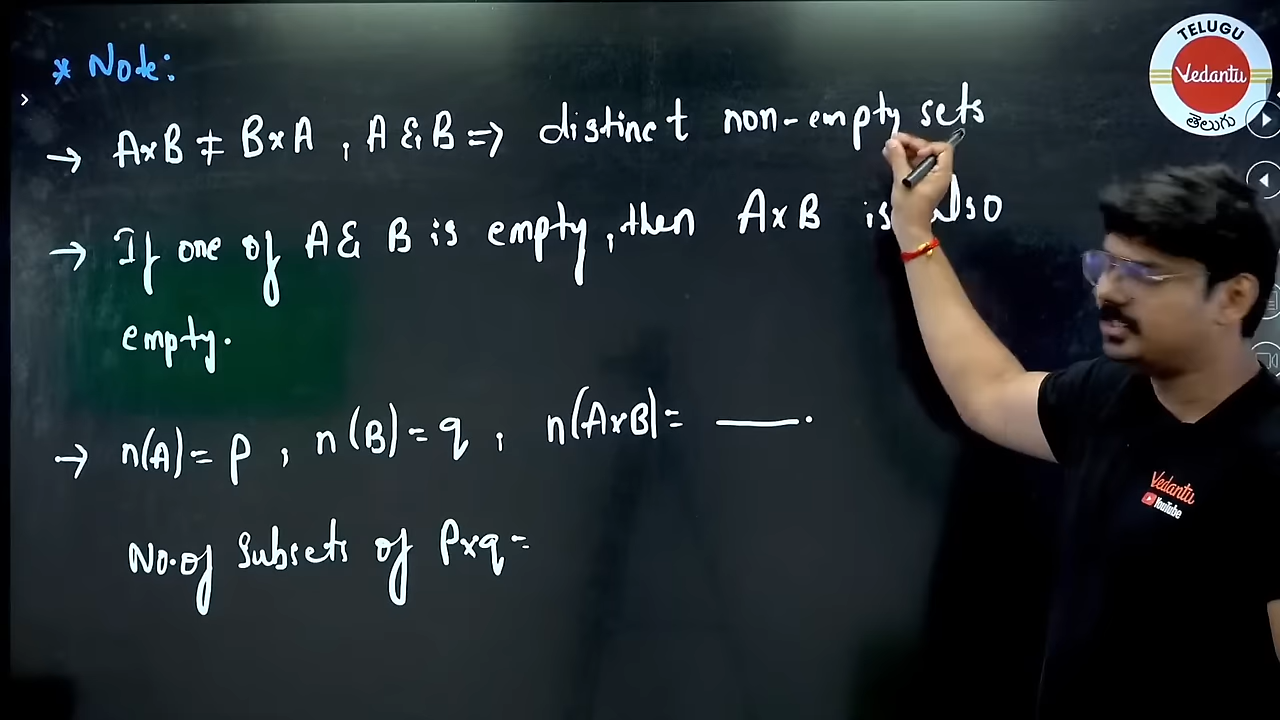 * Note:
→ A×B ≠ B×A , A & B => distinct non-empty sets
→ If one of A & B is empty, then A×B is also
empty.
→ n(A) = p , n(B) = q , n(A×B) = ____.
No. of Subsets of P×q =
TELUGU
Vedantu
తెలుగు
Vedantu
YouTube